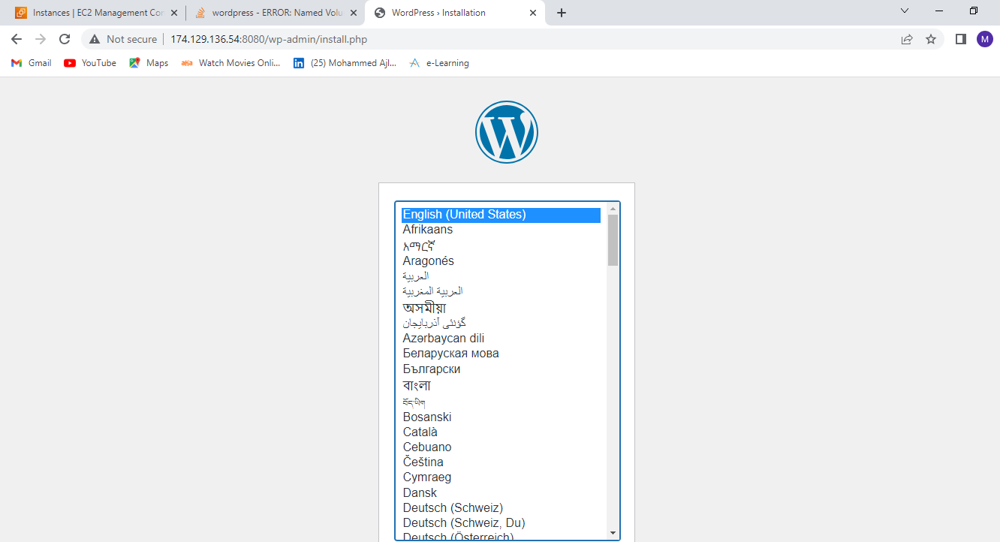 Instances | EC2 Management Con
wordpress - ERROR: Named Volu
WordPress › Installation
Not secure
174.129.136.54:8080/wp-admin/install.php
M
Gmail
YouTube
Maps
Watch Movies Onli...
(25) Mohammed Ajl...
e-Learning
English (United States)
Afrikaans
አማርኛ
Aragonés
العربية
العربية المغربية
অসমীয়া
گؤنئی آذربایجان
Azərbaycan dili
Беларуская мова
Български
বাংলা
བོད་ཡིག
Bosanski
Català
Cebuano
Čeština
Cymraeg
Dansk
Deutsch (Schweiz)
Deutsch (Schweiz, Du)
Deutsch (Österreich)